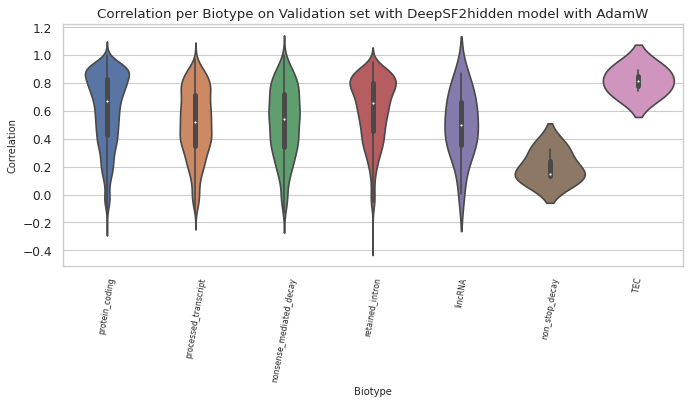 Correlation per Biotype on Validation set with DeepSF2hidden model with AdamW
1.2
1.0
0.8
0.6
0.4
0.2
0.0
−0.2
−0.4
Correlation
protein_coding
processed_transcript
nonsense_mediated_decay
retained_intron
lincRNA
non_stop_decay
TEC
Biotype